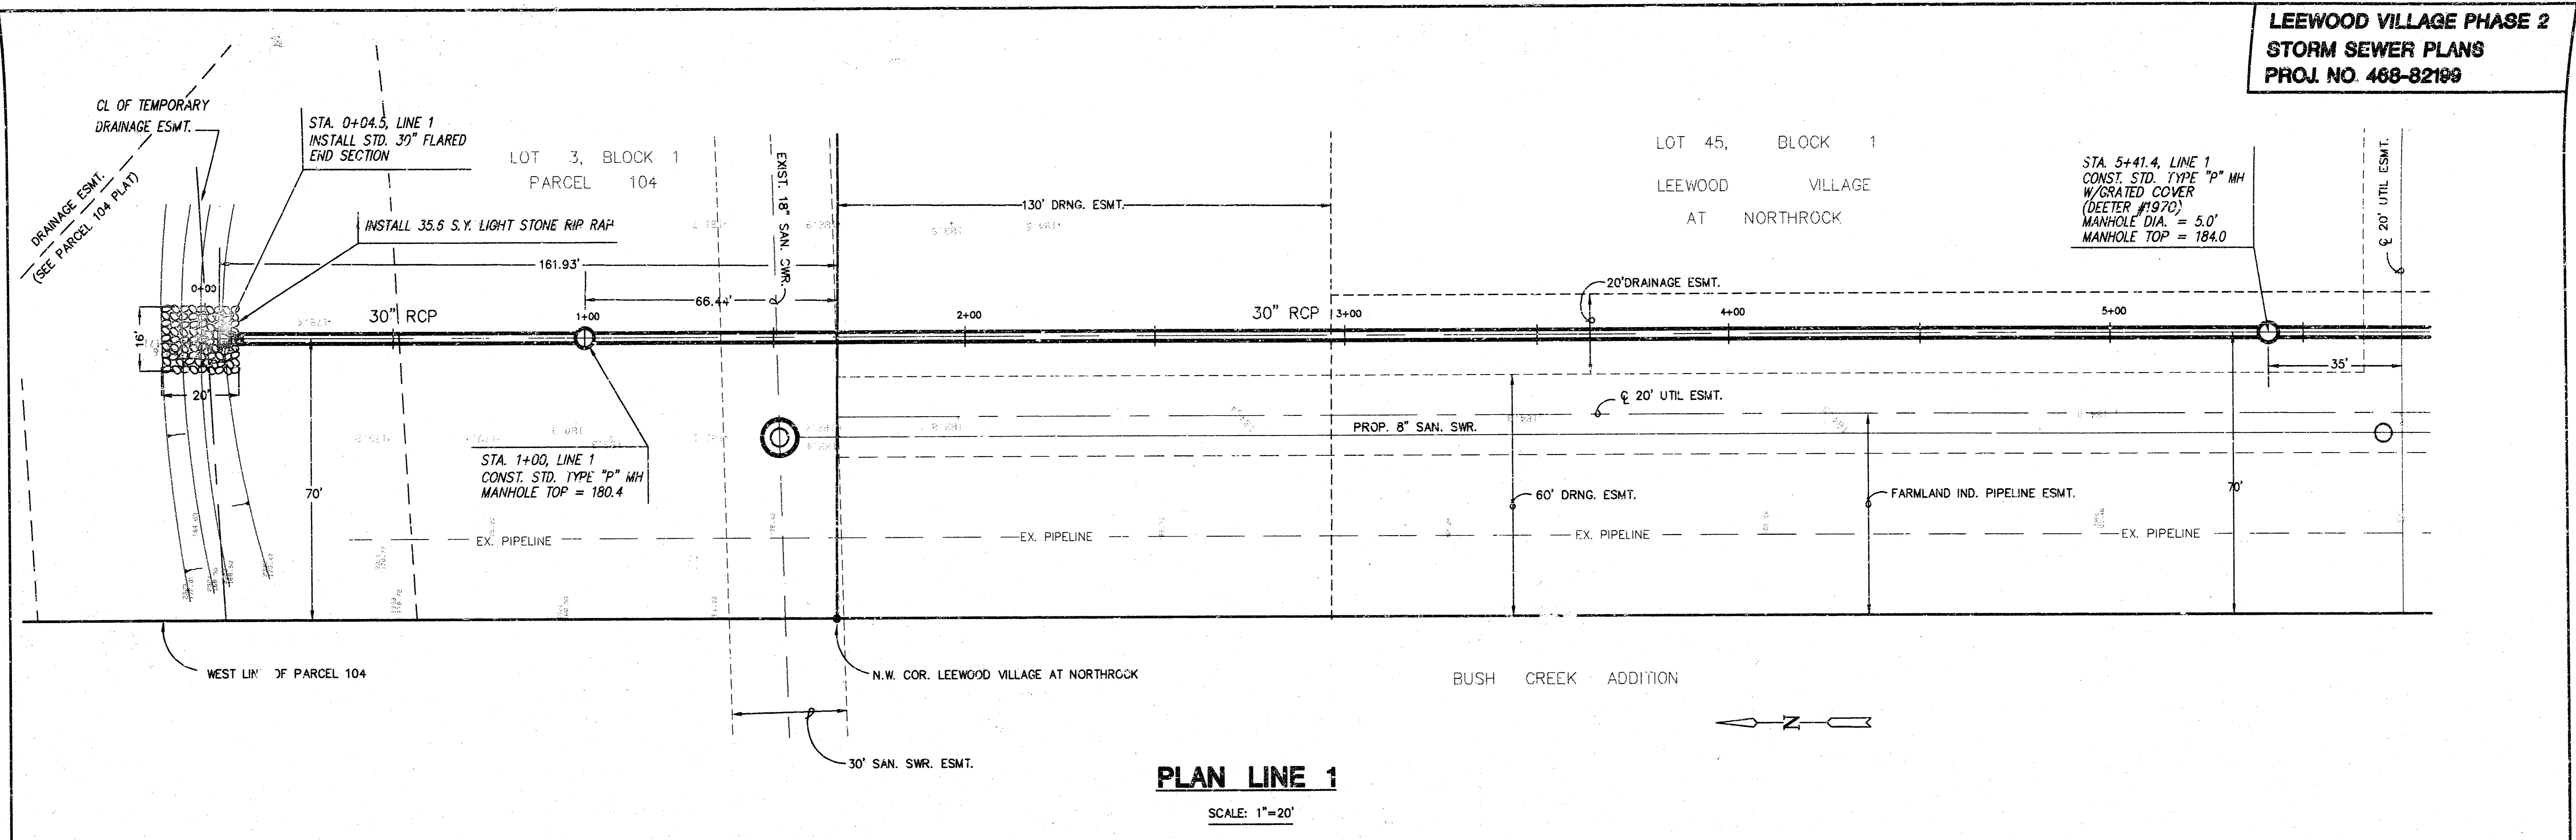 LEEWOOD VILLAGE PHASE 2
STORM SEWER PLANS
PROJ. NO. 468-82199
CL OF TEMPORARY
DRAINAGE ESMT.
DRAINAGE ESMT.
(SEE PARCEL 104 PLAT)
STA. 0+04.5, LINE 1
INSTALL STD. 30" FLARED
END SECTION
LOT 3, BLOCK 1
PARCEL 104
INSTALL 35.6 S.Y. LIGHT STONE RIP RAP
EXIST. 18" SAN. SWR.
130' DRNG. ESMT.
LOT 45, BLOCK 1
LEEWOOD VILLAGE
AT NORTHROCK
STA. 5+41.4, LINE 1
CONST. STD. TYPE "P" MH
W/GRATED COVER
(DEETER #1970)
MANHOLE DIA. = 5.0'
MANHOLE TOP = 184.0
℄ 20' UTIL ESMT.
161.93'
66.44'
20'DRAINAGE ESMT.
0+00
30" RCP
1+00
2+00
30" RCP
3+00
4+00
5+00
16'
20'
35'
℄ 20' UTIL ESMT.
PROP. 8" SAN. SWR.
STA. 1+00, LINE 1
CONST. STD. TYPE "P" MH
MANHOLE TOP = 180.4
70'
60' DRNG. ESMT.
FARMLAND IND. PIPELINE ESMT.
70'
EX. PIPELINE
EX. PIPELINE
EX. PIPELINE
EX. PIPELINE
WEST LIN OF PARCEL 104
N.W. COR. LEEWOOD VILLAGE AT NORTHROCK
BUSH CREEK ADDITION
N
30' SAN. SWR. ESMT.
PLAN LINE 1
SCALE: 1"=20'